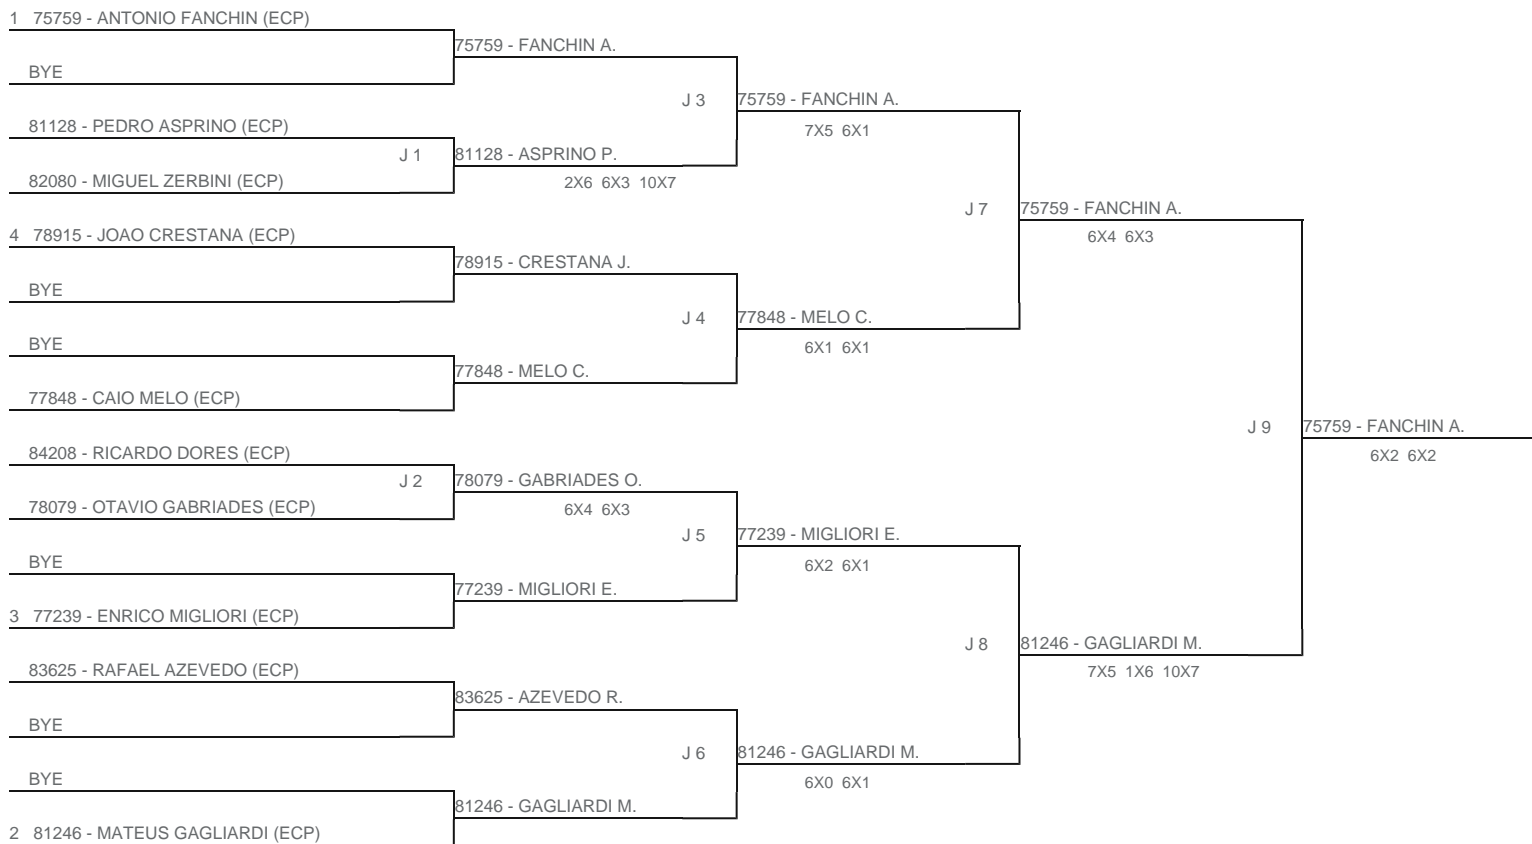 1 75759 - ANTONIO FANCHIN (ECP)
75759 - FANCHIN A.
BYE
J 3
75759 - FANCHIN A.
7X5 6X1
81128 - PEDRO ASPRINO (ECP)
J 1
81128 - ASPRINO P.
2X6 6X3 10X7
82080 - MIGUEL ZERBINI (ECP)
J 7
75759 - FANCHIN A.
6X4 6X3
4 78915 - JOAO CRESTANA (ECP)
78915 - CRESTANA J.
BYE
J 4
77848 - MELO C.
6X1 6X1
BYE
77848 - MELO C.
77848 - CAIO MELO (ECP)
J 9
75759 - FANCHIN A.
6X2 6X2
84208 - RICARDO DORES (ECP)
J 2
78079 - GABRIADES O.
6X4 6X3
78079 - OTAVIO GABRIADES (ECP)
J 5
77239 - MIGLIORI E.
6X2 6X1
BYE
77239 - MIGLIORI E.
3 77239 - ENRICO MIGLIORI (ECP)
J 8
81246 - GAGLIARDI M.
7X5 1X6 10X7
83625 - RAFAEL AZEVEDO (ECP)
83625 - AZEVEDO R.
BYE
J 6
81246 - GAGLIARDI M.
6X0 6X1
BYE
81246 - GAGLIARDI M.
2 81246 - MATEUS GAGLIARDI (ECP)